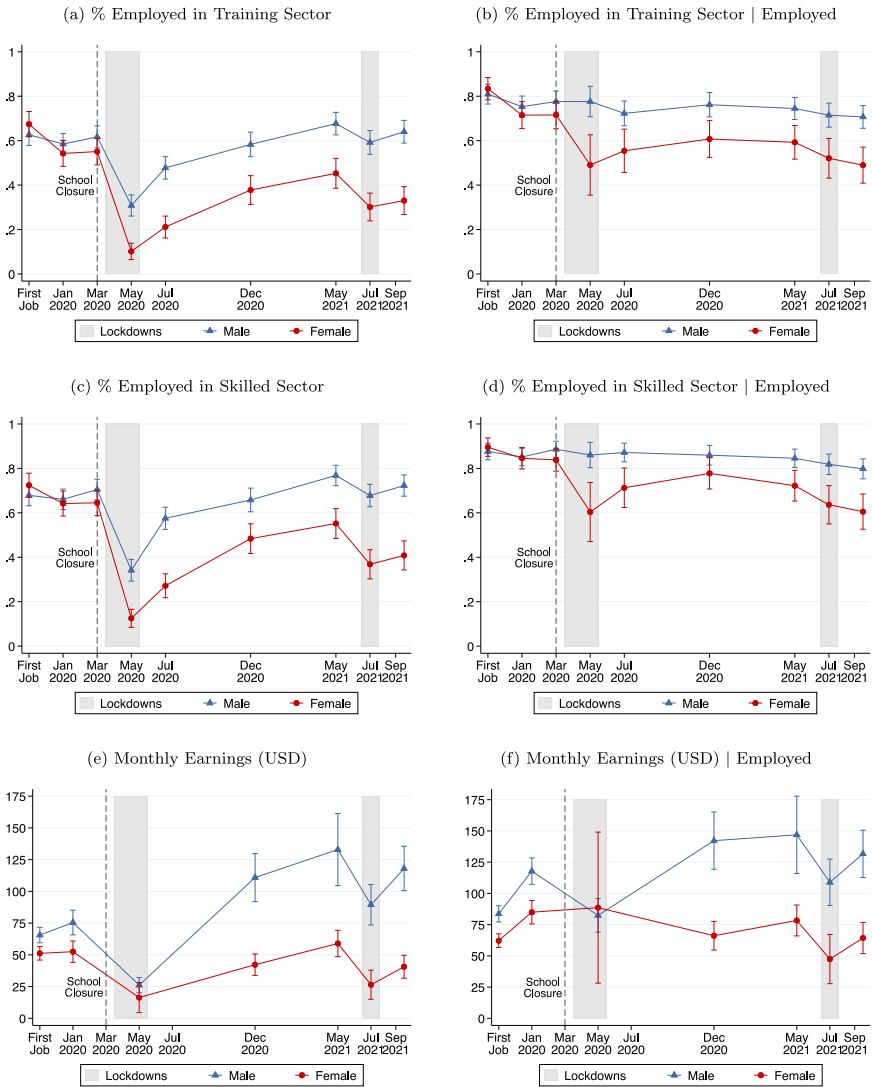 (a) % Employed in Training Sector
1
.8
.6
.4
.2
0
School
Closure
First Jan Mar May Jul Dec May Jul Sep
Job 2020 2020 2020 2020 2020 2021 2021 2021
Lockdowns Male Female
(b) % Employed in Training Sector | Employed
1
.8
.6
.4
.2
0
School
Closure
First Jan Mar May Jul Dec May Jul Sep
Job 2020 2020 2020 2020 2020 2021 2021 2021
Lockdowns Male Female
(c) % Employed in Skilled Sector
1
.8
.6
.4
.2
0
School
Closure
First Jan Mar May Jul Dec May Jul Sep
Job 2020 2020 2020 2020 2020 2021 2021 2021
Lockdowns Male Female
(d) % Employed in Skilled Sector | Employed
1
.8
.6
.4
.2
0
School
Closure
First Jan Mar May Jul Dec May Jul Sep
Job 2020 2020 2020 2020 2020 2021 2021 2021
Lockdowns Male Female
(e) Monthly Earnings (USD)
175
150
125
100
75
50
25
0
School
Closure
First Jan Mar May Jul Dec May Jul Sep
Job 2020 2020 2020 2020 2020 2021 2021 2021
Lockdowns Male Female
(f) Monthly Earnings (USD) | Employed
175
150
125
100
75
50
25
0
School
Closure
First Jan Mar May Jul Dec May Jul Sep
Job 2020 2020 2020 2020 2020 2021 2021 2021
Lockdowns Male Female